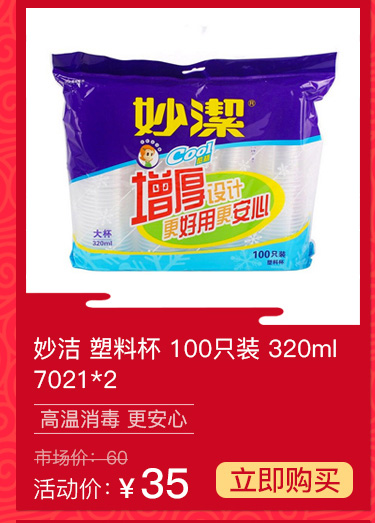 妙潔®
Cool
酷酷
增厚设计
更好用更安心
大杯
320ml
100只装
塑料杯
妙洁 塑料杯 100只装 320ml
7021*2
高温消毒 更安心
市场价：60
活动价：￥35
立即购买